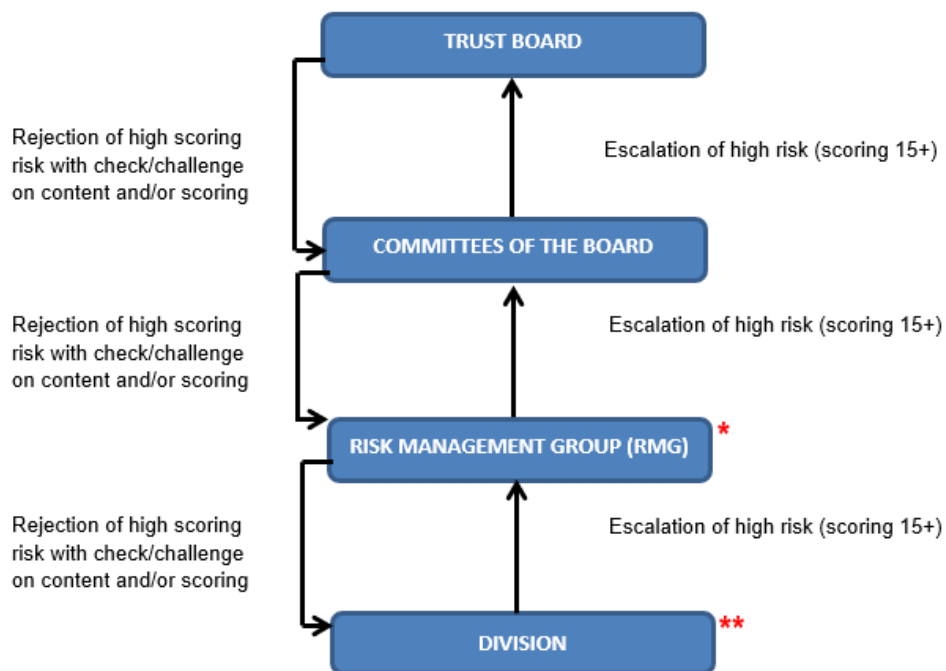 TRUST BOARD
Rejection of high scoring
risk with check/challenge
on content and/or scoring
Escalation of high risk (scoring 15+)
COMMITTEES OF THE BOARD
Rejection of high scoring
risk with check/challenge
on content and/or scoring
Escalation of high risk (scoring 15+)
RISK MANAGEMENT GROUP (RMG) *
Rejection of high scoring
risk with check/challenge
on content and/or scoring
Escalation of high risk (scoring 15+)
DIVISION **